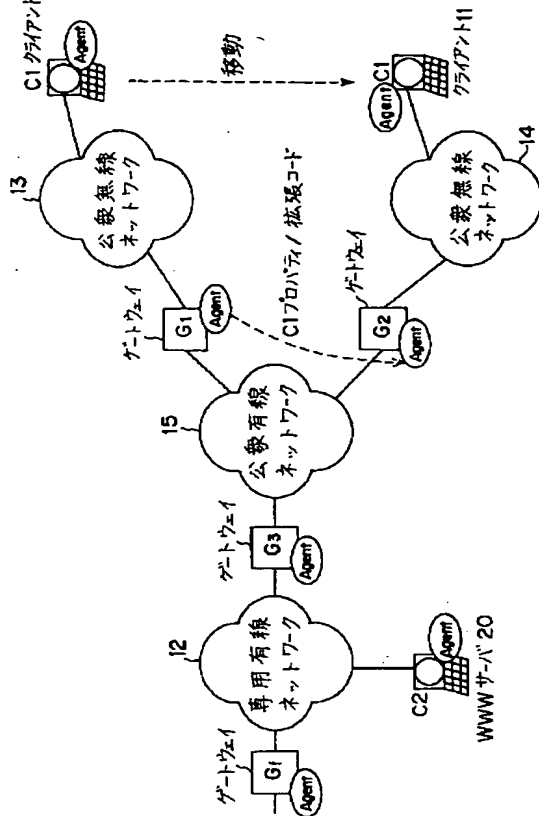 C1 クライアント
Agent
移動
Agent
C1
クライアント11
13
公衆無線
ネットワーク
14
公衆無線
ネットワーク
ゲートウェイ
G1
Agent
C1プロパティ/拡張コード
ゲートウェイ
G2
Agent
15
公衆有線
ネットワーク
ゲートウェイ
G3
Agent
12
専用有線
ネットワーク
C2
Agent
WWWサーバ20
ゲートウェイ
Gf
Agent